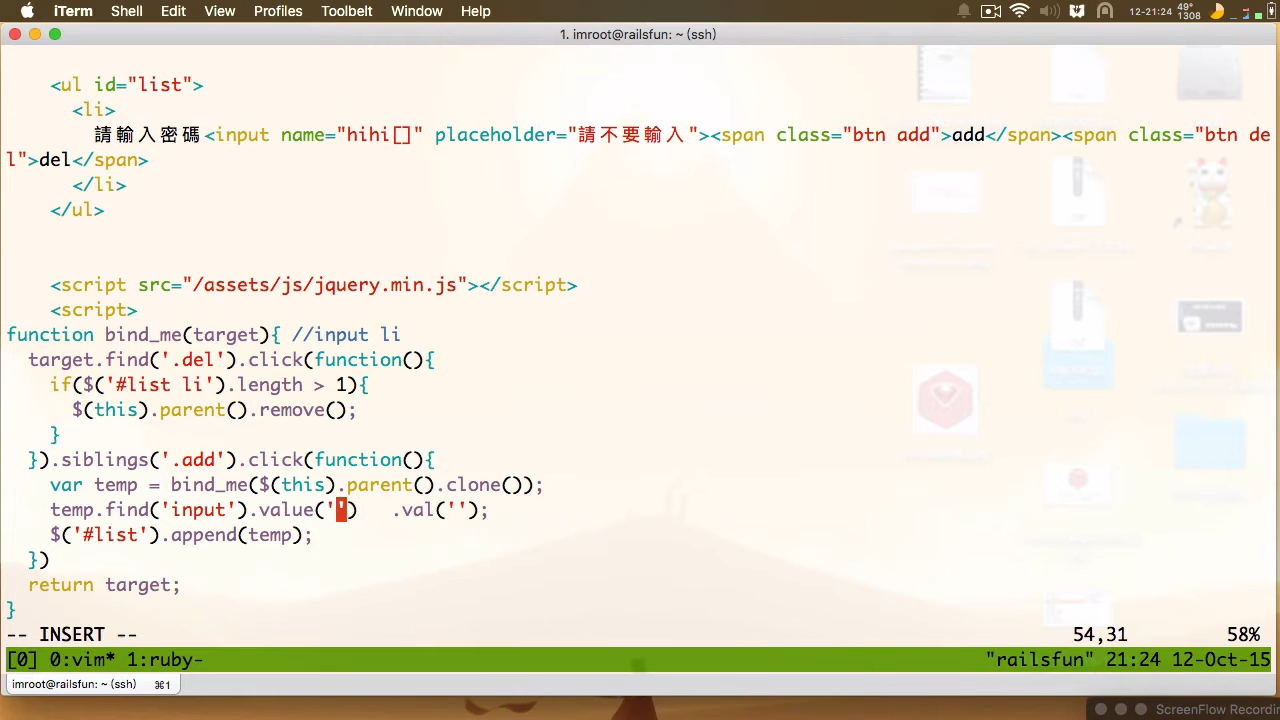 iTerm Shell Edit View Profiles Toolbelt Window Help 12-21:24 49° 1308
1. imroot@railsfun: ~ (ssh)
<ul id="list">
<li>
請輸入密碼<input name="hihi[]" placeholder="請不要輸入"><span class="btn add">add</span><span class="btn de
l">del</span>
</li>
</ul>
<script src="/assets/js/jquery.min.js"></script>
<script>
function bind_me(target){ //input li
target.find('.del').click(function(){
if($('#list li').length > 1){
$(this).parent().remove();
}
}).siblings('.add').click(function(){
var temp = bind_me($(this).parent().clone());
temp.find('input').value('')   .val('');
$('#list').append(temp);
})
return target;
}
-- INSERT -- 54,31 58%
[0] 0:vim* 1:ruby- "railsfun" 21:24 12-Oct-15
imroot@railsfun: ~ (ssh) ⌘1
ScreenFlow Recordin